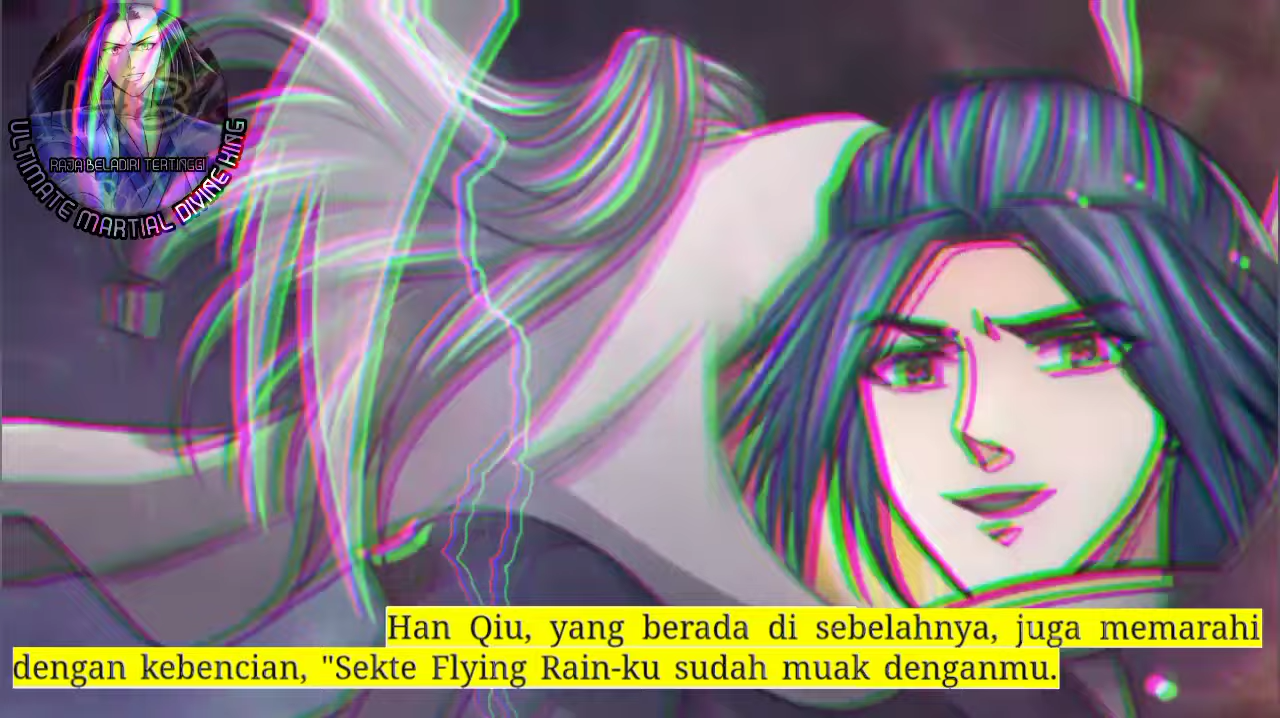 RAJA BELADIRI TERTINGGI
ULTIMATE MARTIAL DIVINE KING
Han Qiu, yang berada di sebelahnya, juga memarahi
dengan kebencian, "Sekte Flying Rain-ku sudah muak denganmu.